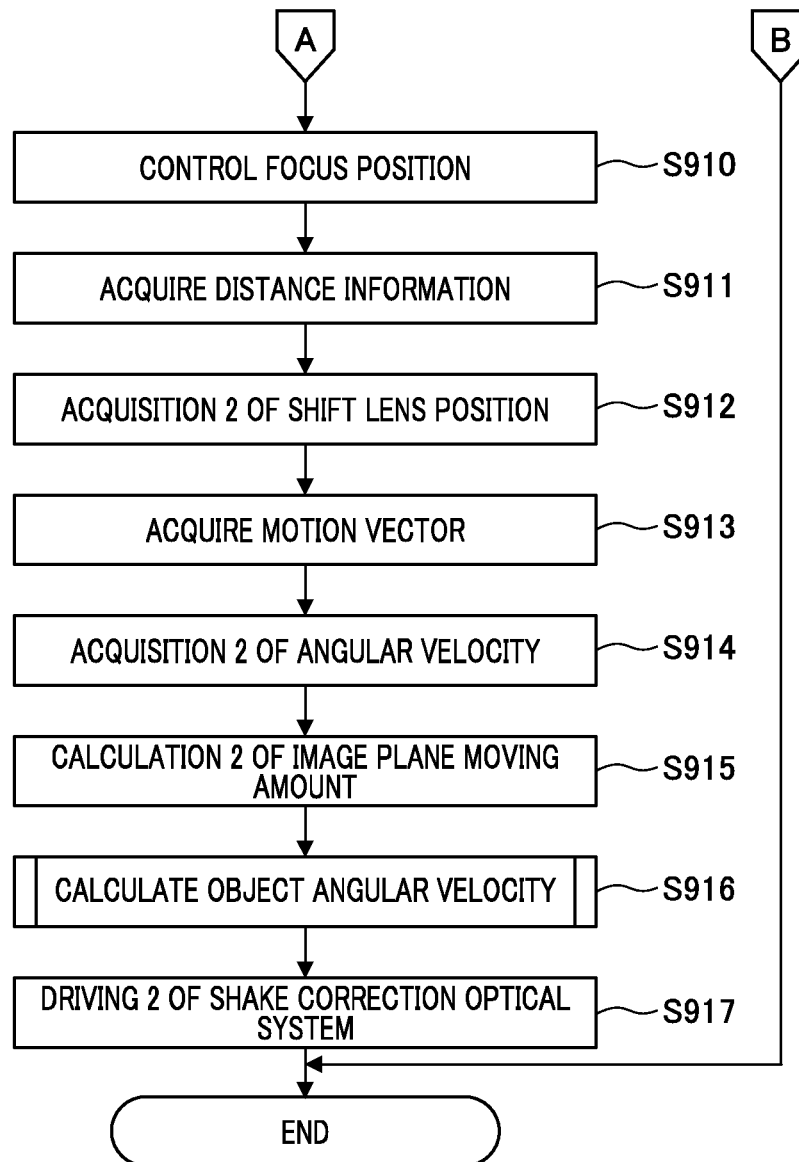 A
B
CONTROL FOCUS POSITION
S910
ACQUIRE DISTANCE INFORMATION
S911
ACQUISITION 2 OF SHIFT LENS POSITION
S912
ACQUIRE MOTION VECTOR
S913
ACQUISITION 2 OF ANGULAR VELOCITY
S914
CALCULATION 2 OF IMAGE PLANE MOVING
AMOUNT
S915
CALCULATE OBJECT ANGULAR VELOCITY
S916
DRIVING 2 OF SHAKE CORRECTION OPTICAL
SYSTEM
S917
END